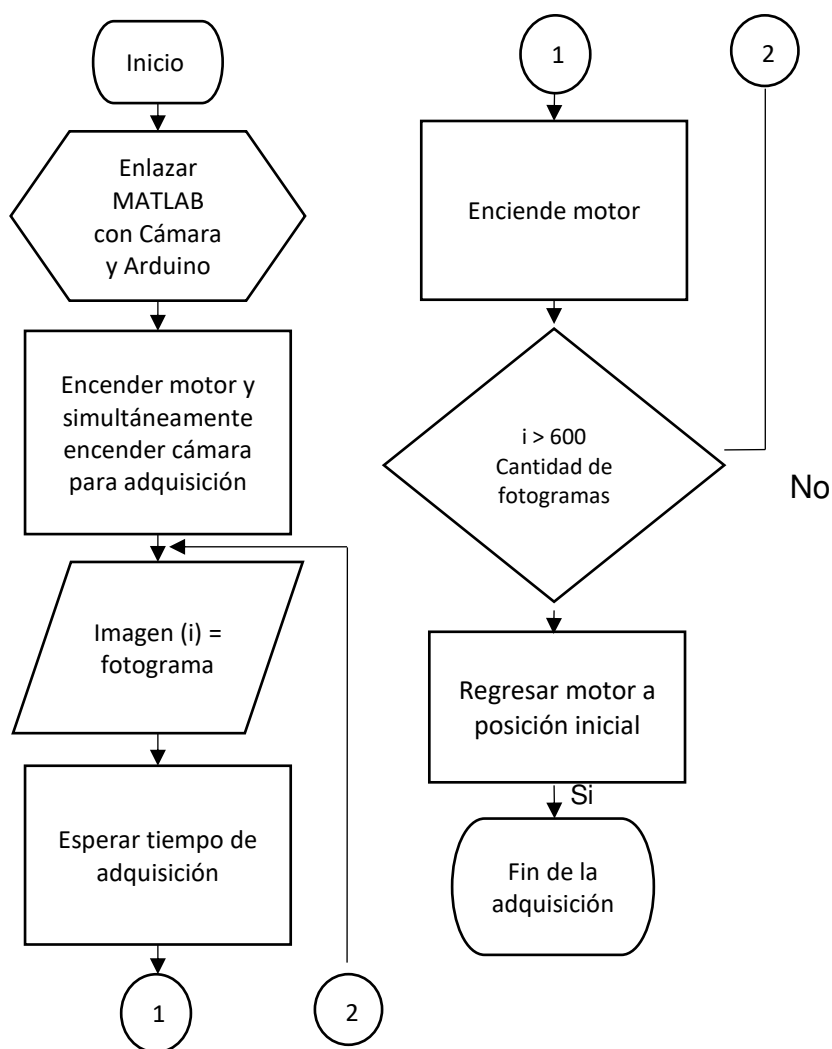 Inicio
Enlazar
MATLAB
con Cámara
y Arduino
Encender motor y
simultáneamente
encender cámara
para adquisición
Imagen (i) =
fotograma
Esperar tiempo de
adquisición
1
2
1
2
Enciende motor
i > 600
Cantidad de
fotogramas
No
Regresar motor a
posición inicial
Si
Fin de la
adquisición